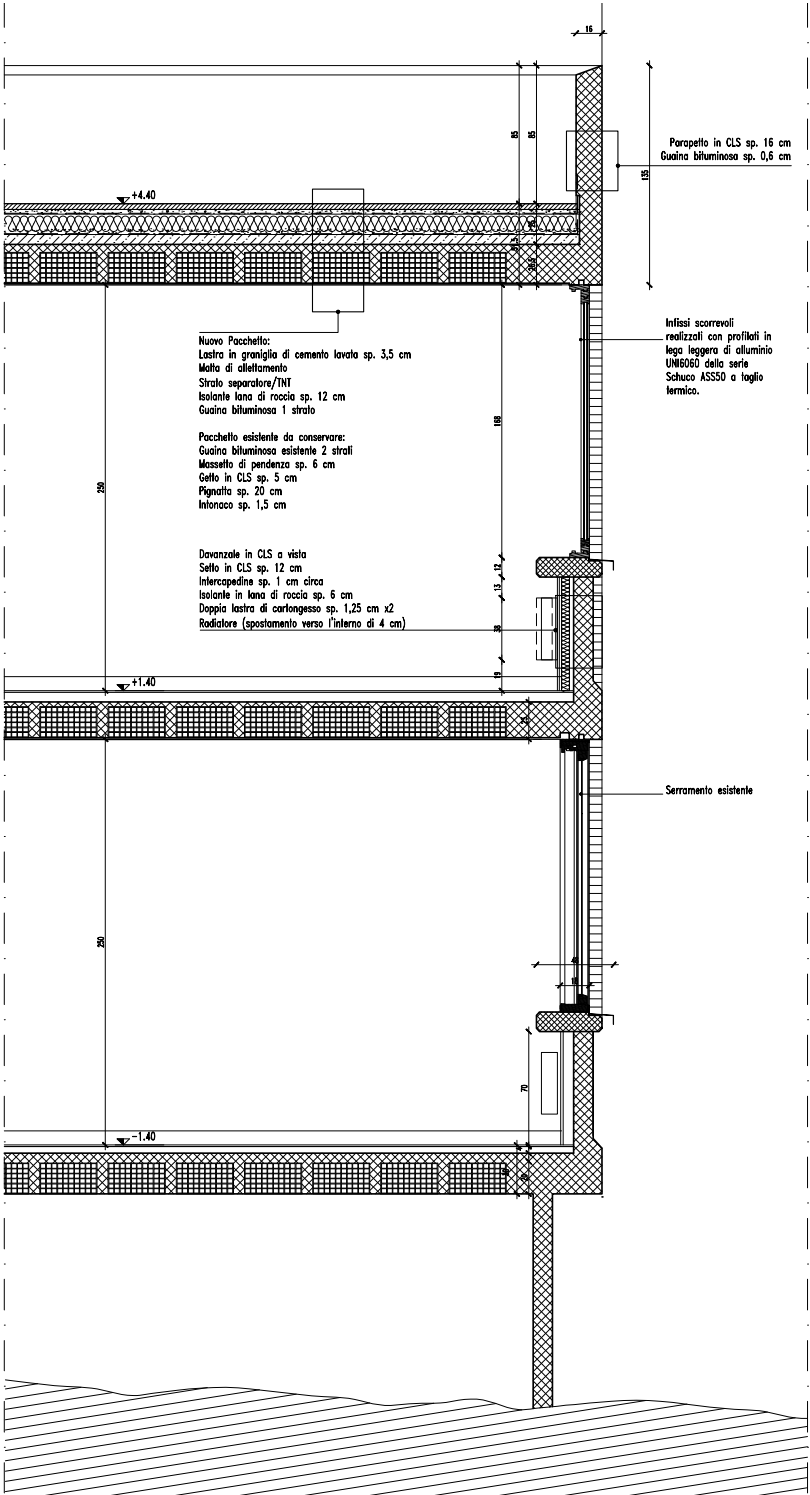 16
85
85
135
Parapetto in CLS sp. 16 cm
Guaina bituminosa sp. 0,6 cm
+4.40
Nuovo Pacchetto:
Lastra in graniglia di cemento lavata sp. 3,5 cm
Malta di allettamento
Strato separatore/TNT
Isolante lana di roccia sp. 12 cm
Guaina bituminosa 1 strato
Pacchetto esistente da conservare:
Guaina bituminosa esistente 2 strati
Massetto di pendenza sp. 6 cm
Getto in CLS sp. 5 cm
Pignatta sp. 20 cm
Intonaco sp. 1,5 cm
Infissi scorrevoli
realizzati con profilati in
lega leggera di alluminio
UNI6060 della serie
Schuco ASS50 a taglio
termico.
168
250
Davanzale in CLS a vista
Setto in CLS sp. 12 cm
Intercapedine sp. 1 cm circa
Isolante in lana di roccia sp. 6 cm
Doppia lastra di cartongesso sp. 1,25 cm x2
Radiatore (spostamento verso l'interno di 4 cm)
12
13
38
19
+1.40
Serramento esistente
250
70
-1.40